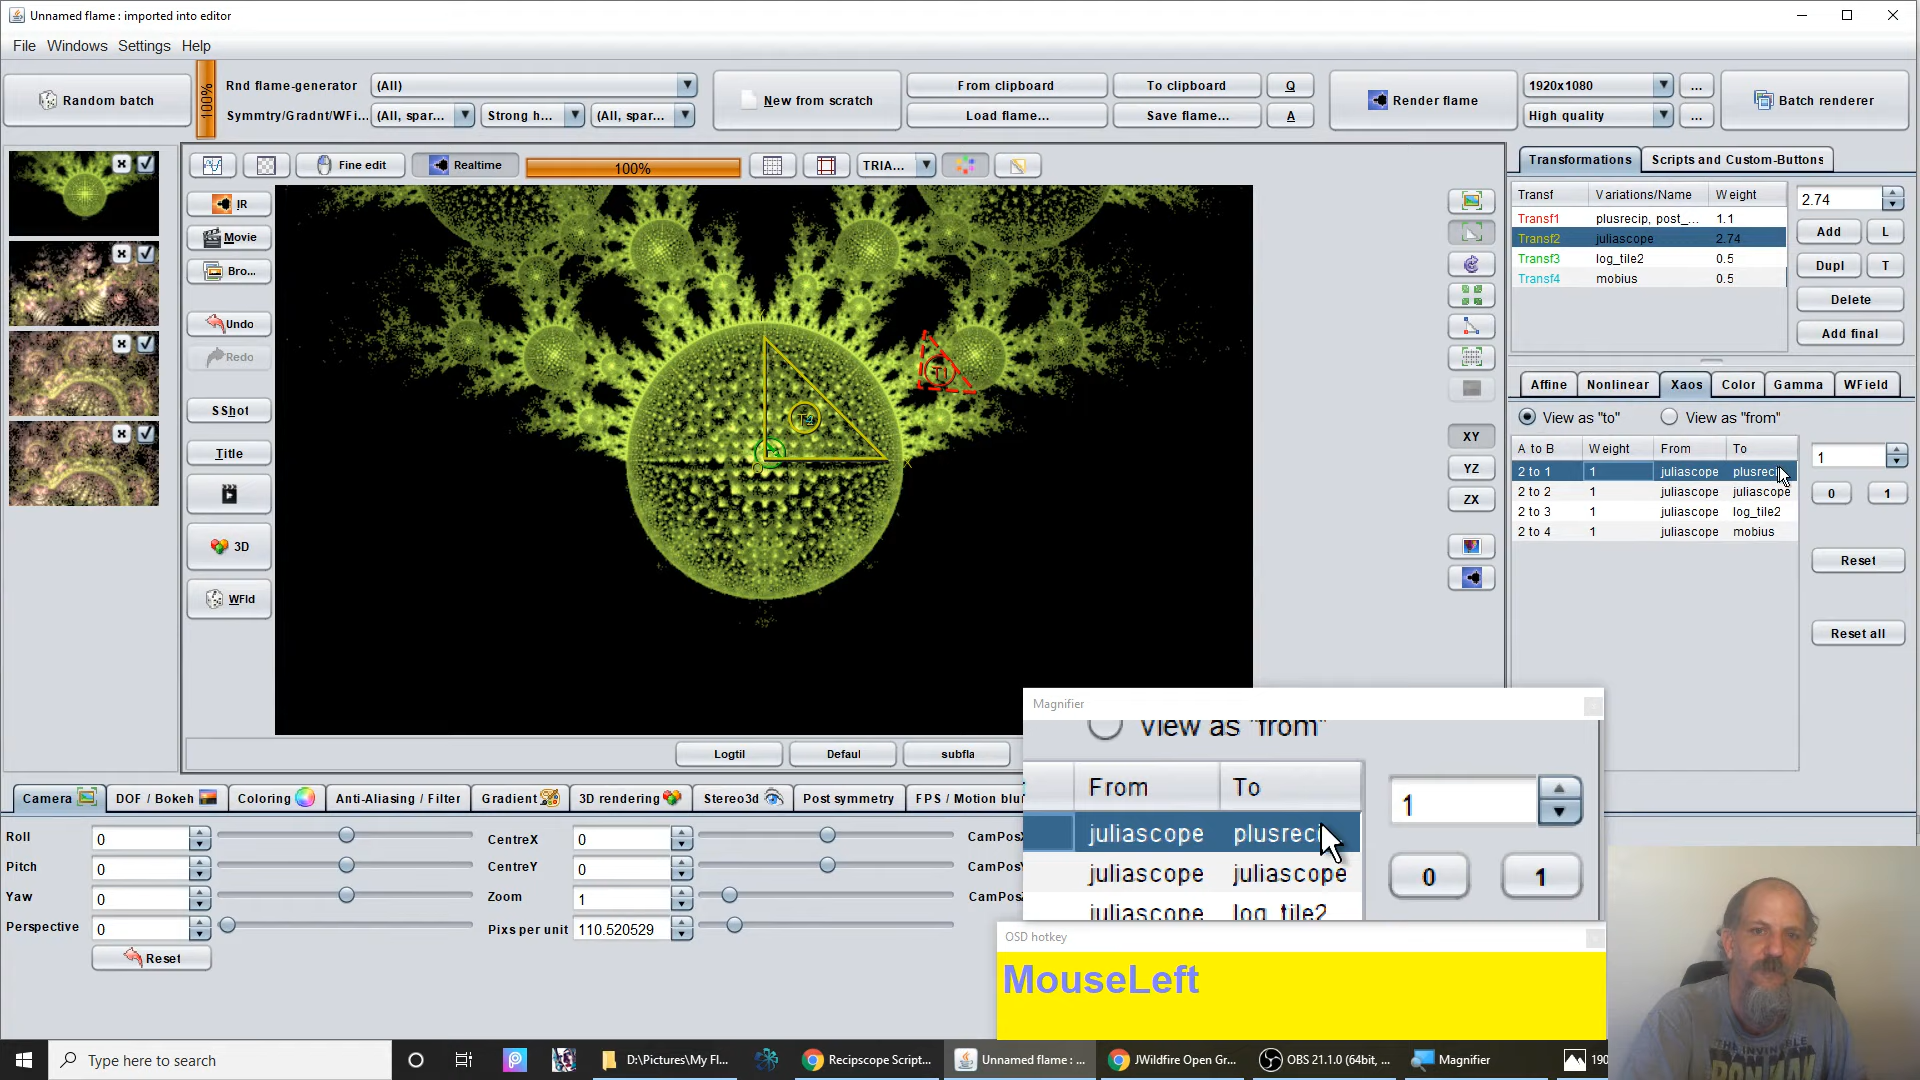 Unnamed flame : imported into editor
File Windows Settings Help
Random batch
100%
Rnd flame-generator (All)
Symmtry/Gradnt/WFi... (All, spar... Strong h... (All, spar...
New from scratch
From clipboard To clipboard Q
Load flame... Save flame... A
Render flame
1920x1080 ...
High quality ...
Batch renderer
Fine edit Realtime 100% TRIA...
IR
Movie
Bro...
Undo
Redo
SShot
Title
3D
WFld
T1
T2
XY
YZ
ZX
Logtil Defaul subfla
Transformations Scripts and Custom-Buttons
Transf Variations/Name Weight
Transf1 plusrecip, post_... 1.1
Transf2 juliascope 2.74
Transf3 log_tile2 0.5
Transf4 mobius 0.5
2.74
Add L
Dupl T
Delete
Add final
Affine Nonlinear Xaos Color Gamma WField
View as "to" View as "from"
A to B Weight From To
2 to 1 1 juliascope plusreci
2 to 2 1 juliascope juliascope
2 to 3 1 juliascope log_tile2
2 to 4 1 juliascope mobius
1
0 1
Reset
Reset all
Camera DOF / Bokeh Coloring Anti-Aliasing / Filter Gradient 3D rendering Stereo3d Post symmetry FPS / Motion blur
Roll 0
Pitch 0
Yaw 0
Perspective 0
Reset
CentreX 0
CentreY 0
Zoom 1
Pixs per unit 110.520529
CamPosX
CamPosY
CamPos
Magnifier
View as "from"
From To
juliascope plusreci
juliascope juliascope
juliascope log_tile2
1
0 1
OSD hotkey
MouseLeft
THE INVINCIBLE
IRON MAN
Type here to search
D:\Pictures\My Fl...
Recipscope Script...
Unnamed flame : ...
JWildfire Open Gr...
OBS 21.1.0 (64bit, ...
Magnifier
190